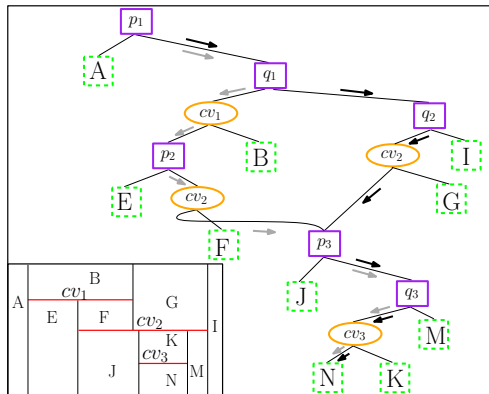 p₁
A
q₁
cv₁
q₂
p₂
B
cv₂
I
E
cv₂
G
F
p₃
J
q₃
cv₃
M
N
K
A
B
cv₁
E
F
G
cv₂
I
K
cv₃
J
N
M